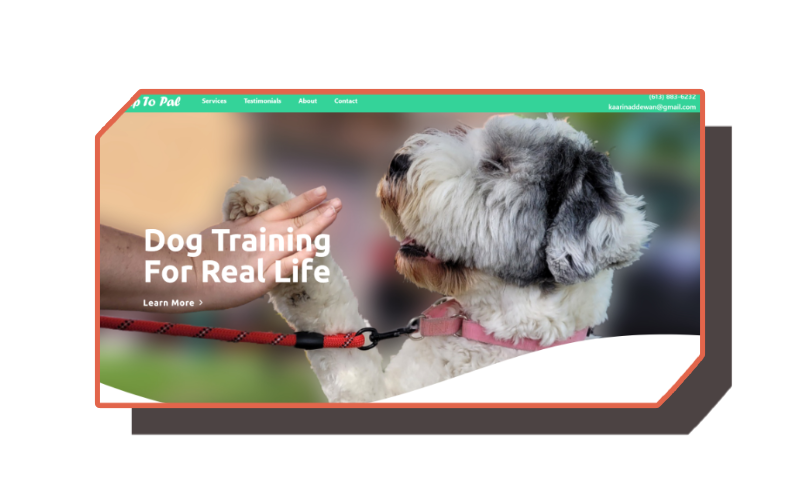 To Pal
Services Testimonials About Contact
(613) 883-6232
kaarinaddewan@gmail.com
Dog Training
For Real Life
Learn More >